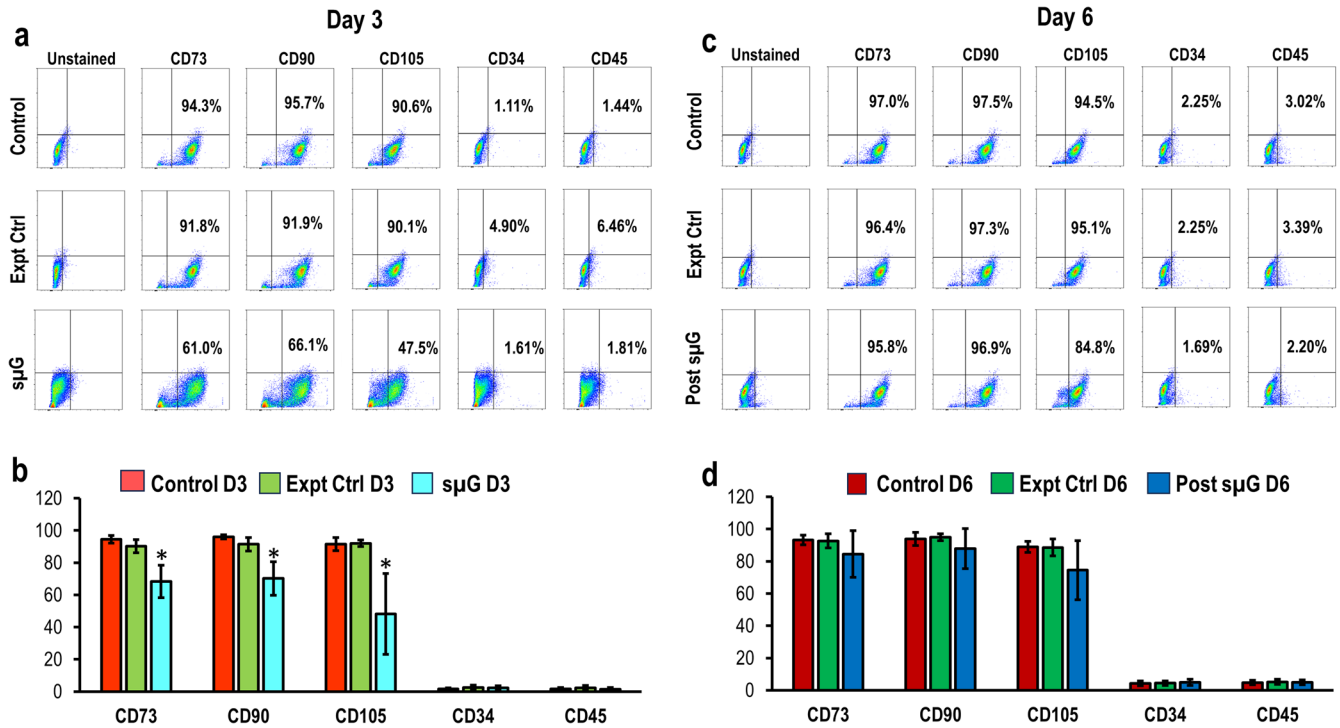 Day 3
a
Unstained CD73 CD90 CD105 CD34 CD45
Control
94.3% 95.7% 90.6% 1.11% 1.44%
Expt Ctrl
91.8% 91.9% 90.1% 4.90% 6.46%
sµG
61.0% 66.1% 47.5% 1.61% 1.81%
Day 6
c
Unstained CD73 CD90 CD105 CD34 CD45
Control
97.0% 97.5% 94.5% 2.25% 3.02%
Expt Ctrl
96.4% 97.3% 95.1% 2.25% 3.39%
Post sµG
95.8% 96.9% 84.8% 1.69% 2.20%
b
Control D3 Expt Ctrl D3 sµG D3
120
100
80
60
40
20
0
* * *
CD73 CD90 CD105 CD34 CD45
d
Control D6 Expt Ctrl D6 Post sµG D6
120
100
80
60
40
20
0
CD73 CD90 CD105 CD34 CD45